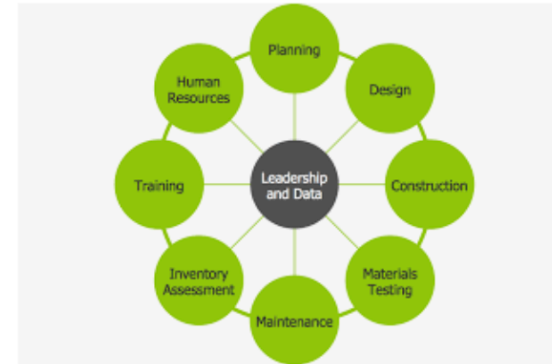 Planning
Human
Resources
Design
Leadership
and Data
Training
Construction
Inventory
Assessment
Materials
Testing
Maintenance